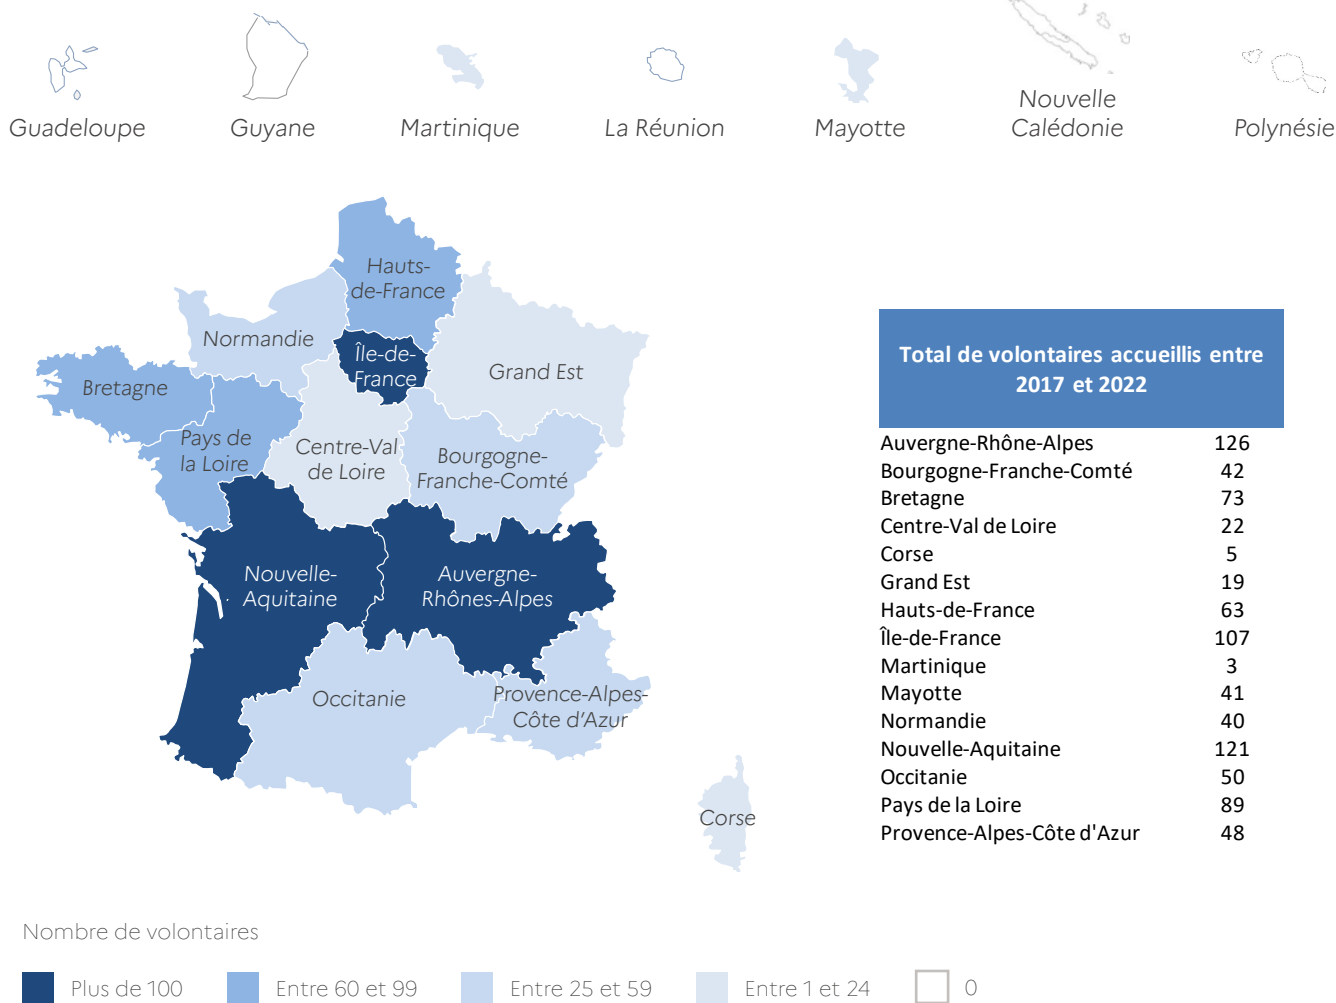 Guadeloupe
Guyane
Martinique
La Réunion
Mayotte
Nouvelle
Calédonie
Polynésie
Hauts-
de-France
Normandie
Île-de-
France
Grand Est
Bretagne
Pays de
la Loire
Centre-Val
de Loire
Bourgogne-
Franche-Comté
Nouvelle-
Aquitaine
Auvergne-
Rhônes-Alpes
Occitanie
Provence-Alpes-
Côte d'Azur
Corse
Total de volontaires accueillis entre
2017 et 2022
Auvergne-Rhône-Alpes 126
Bourgogne-Franche-Comté 42
Bretagne 73
Centre-Val de Loire 22
Corse 5
Grand Est 19
Hauts-de-France 63
Île-de-France 107
Martinique 3
Mayotte 41
Normandie 40
Nouvelle-Aquitaine 121
Occitanie 50
Pays de la Loire 89
Provence-Alpes-Côte d'Azur 48
Nombre de volontaires
Plus de 100
Entre 60 et 99
Entre 25 et 59
Entre 1 et 24
0